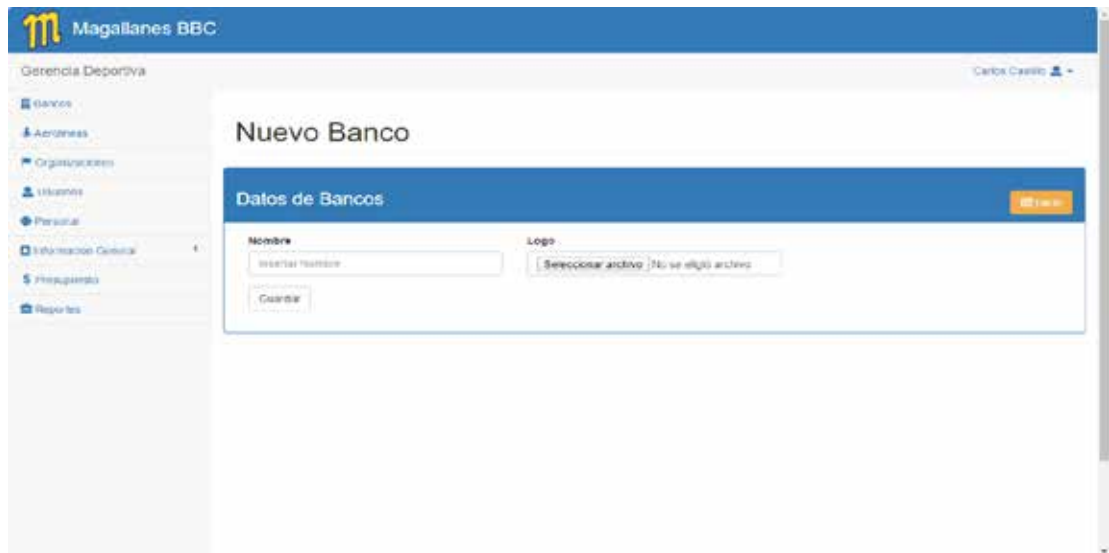 m Magallanes BBC
Gerencia Deportiva
Carlos Castillo
Bancos
Aerolíneas
Nuevo Banco
Organizaciones
Usuarios
Datos de Bancos
Personal
Nombre
Logo
Información General
Insertar Nombre
Seleccionar archivo No se eligió archivo
$ Presupuesto
Guardar
Reportes